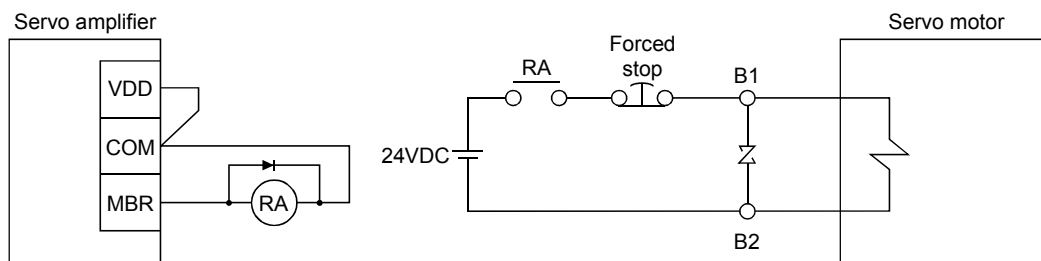 Servo amplifier
VDD
COM
MBR
RA
24VDC
RA
Forced
stop
B1
B2
Servo motor